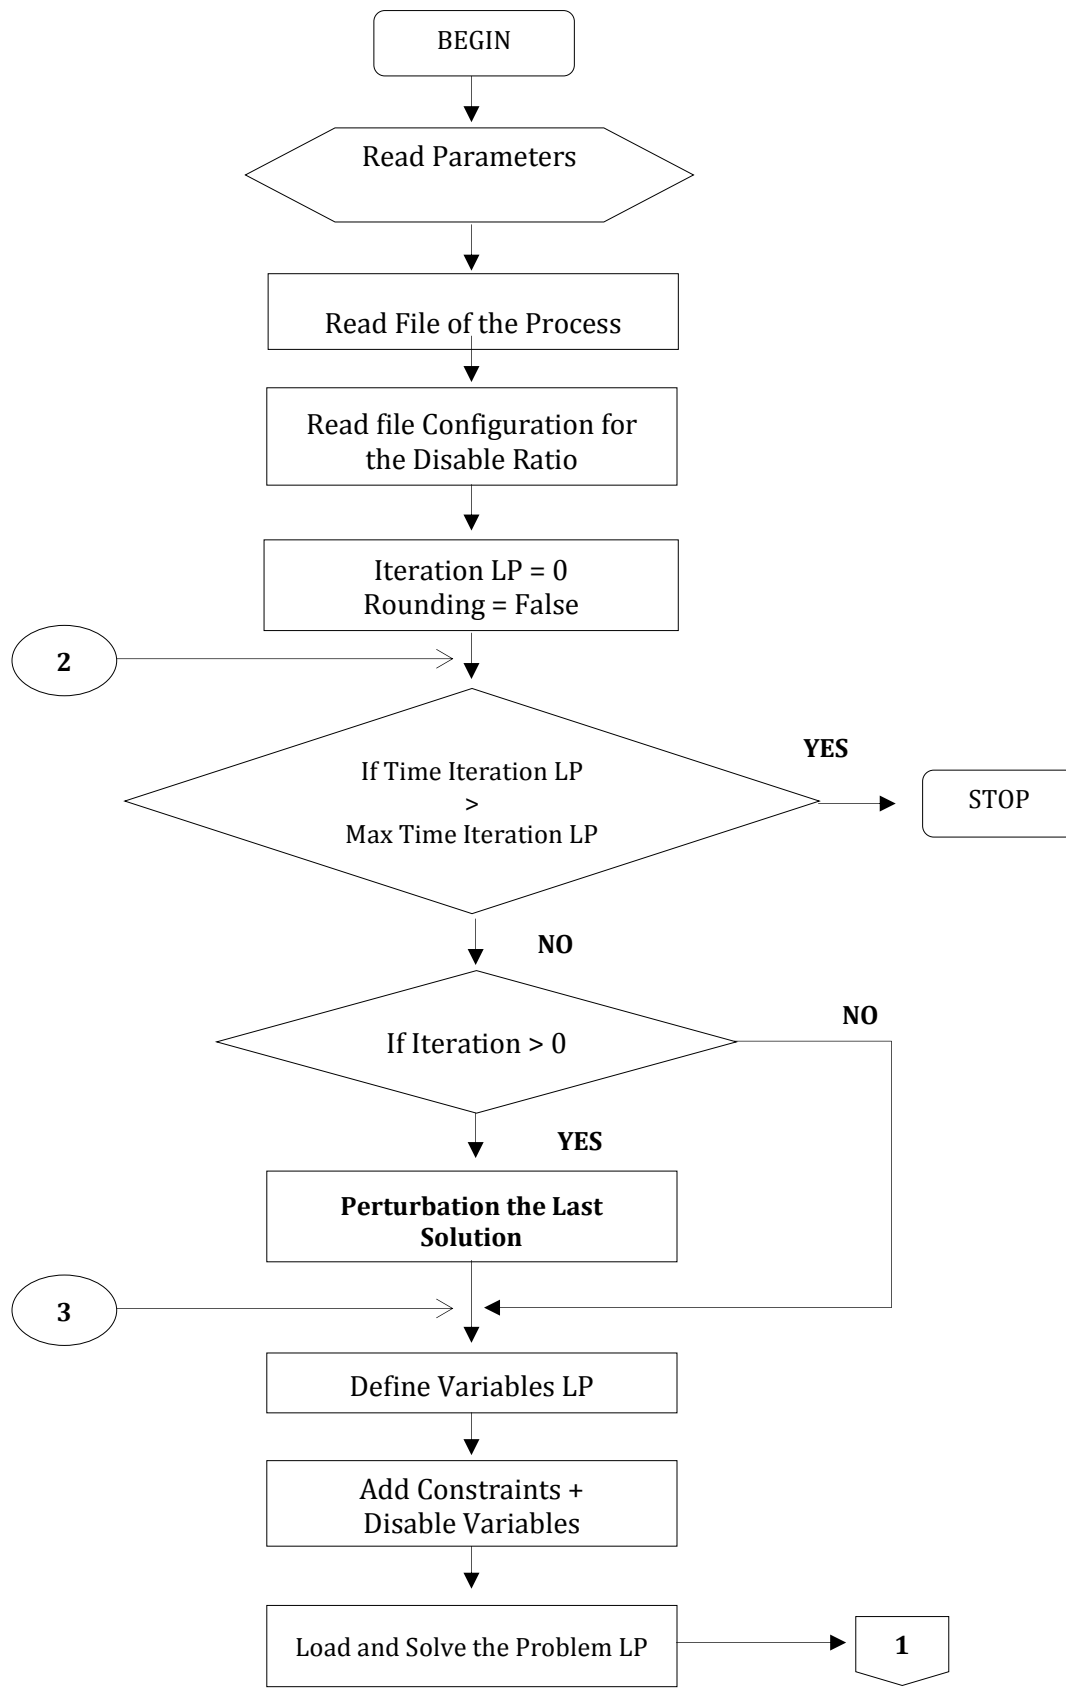 BEGIN
Read Parameters
Read File of the Process
Read file Configuration for
the Disable Ratio
Iteration LP = 0
Rounding = False
2
YES
If Time Iteration LP
>
Max Time Iteration LP
STOP
NO
NO
If Iteration > 0
YES
Perturbation the Last
Solution
3
Define Variables LP
Add Constraints +
Disable Variables
Load and Solve the Problem LP
1